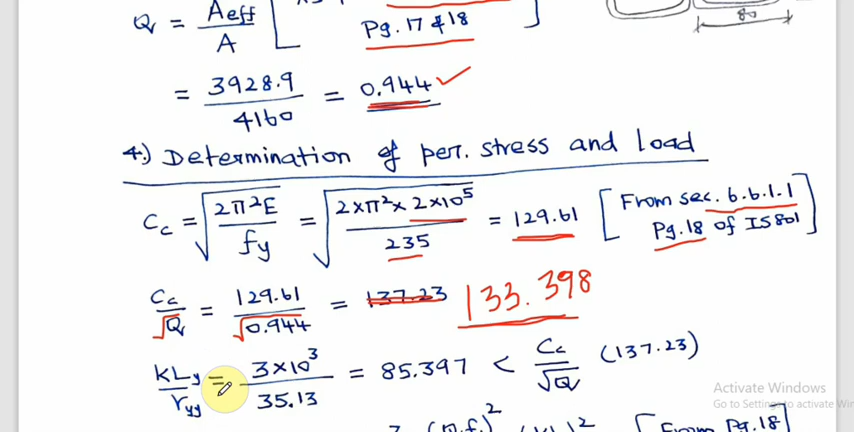 Q = Aeff / A [
Pg. 17 & 18 ]
80
= 3928.9 / 4160 = 0.944 ✓
4.) Determination of per. stress and Load
Cc = √(2π²E / fy) = √(2×π²×2×10⁵ / 235) = 129.61 [From sec. 6.6.1.1
Pg. 18 of IS801]
Cc / √Q = 129.61 / √0.944 = 137.23 133.398
KLy / ryy = 3×10³ / 35.13 = 85.397 < Cc / √Q (137.23)
Activate Windows
Go to Settings to activate Win
[From Pg. 18]